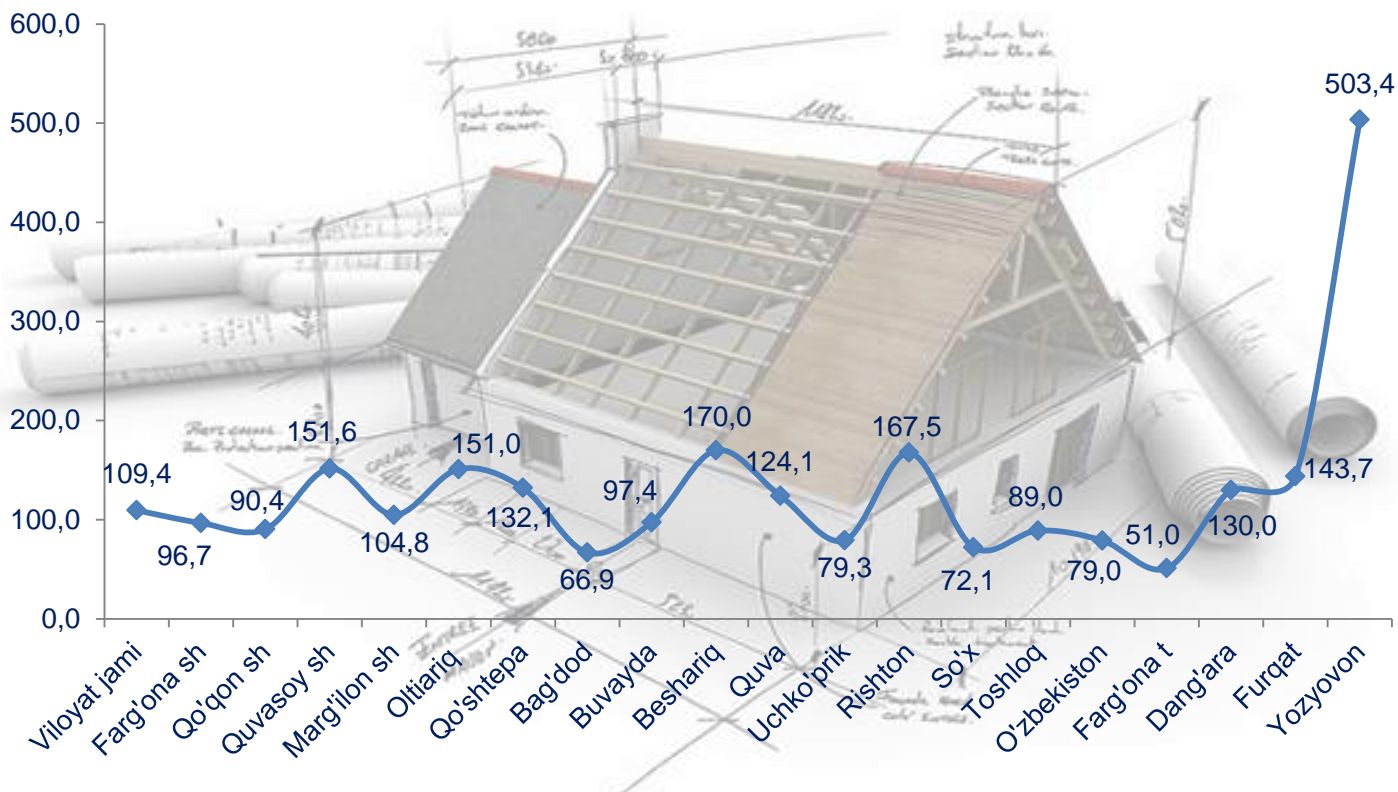 600,0
500,0
400,0
300,0
200,0
100,0
0,0
109,4
96,7
90,4
151,6
104,8
151,0
132,1
66,9
97,4
170,0
124,1
79,3
167,5
72,1
89,0
79,0
51,0
130,0
143,7
503,4
Viloyat jami
Farg'ona sh
Qo'qon sh
Quvasoy sh
Marg'ilon sh
Oltiariq
Qo'shtepa
Bag'dod
Buvayda
Beshariq
Quva
Uchko'prik
Rishton
So'x
Toshloq
O'zbekiston
Farg'ona t
Dang'ara
Furqat
Yozyovon